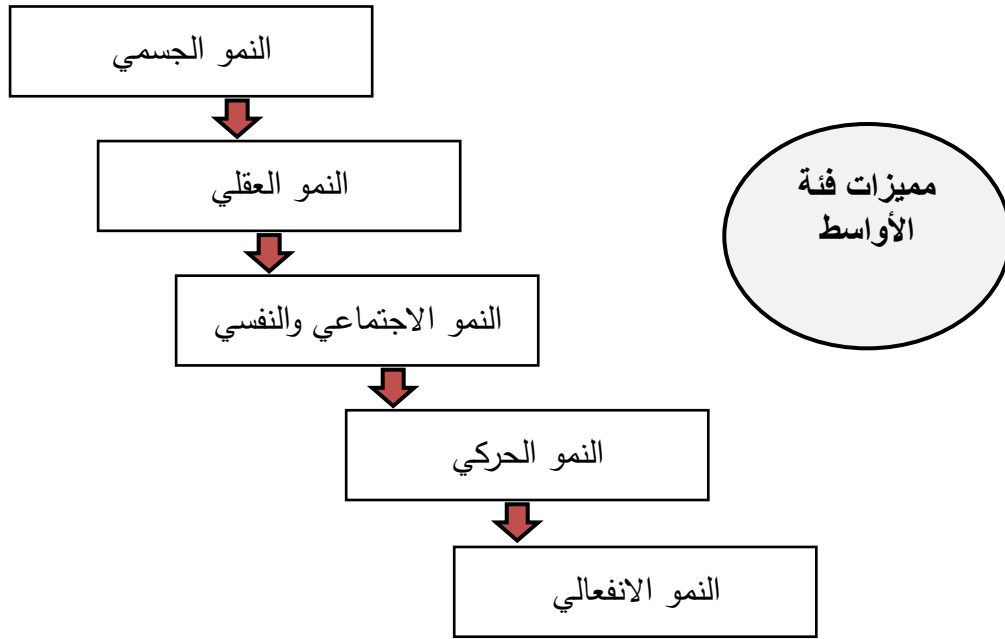 النمو الجسمي
النمو العقلي
مميزات فئة
الأواسط
النمو الاجتماعي والنفسي
النمو الحركي
النمو الانفعالي